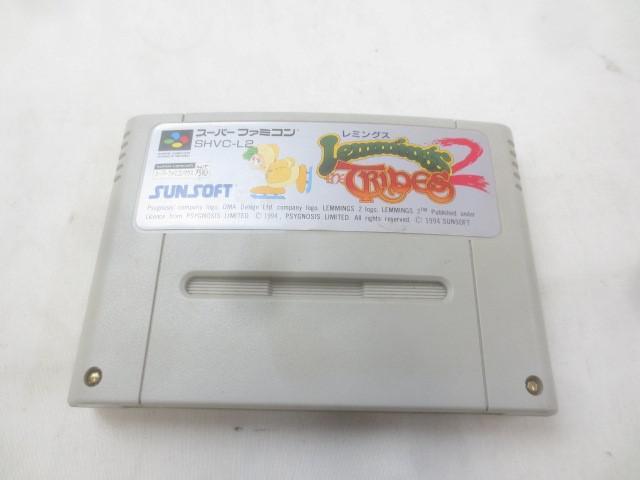 スーパーファミコン
SHVC-L2
SUNSOFT
レミングス
Lemmings 2
THE TRIBES
Psygnosis company logo, DMA Design Ltd. company logo, LEMMINGS 2 logo, LEMMINGS 2™ Published under
licence from PSYGNOSIS LIMITED. Ⓒ 1994, PSYGNOSIS LIMITED. All rights reserved. Ⓒ 1994 SUNSOFT